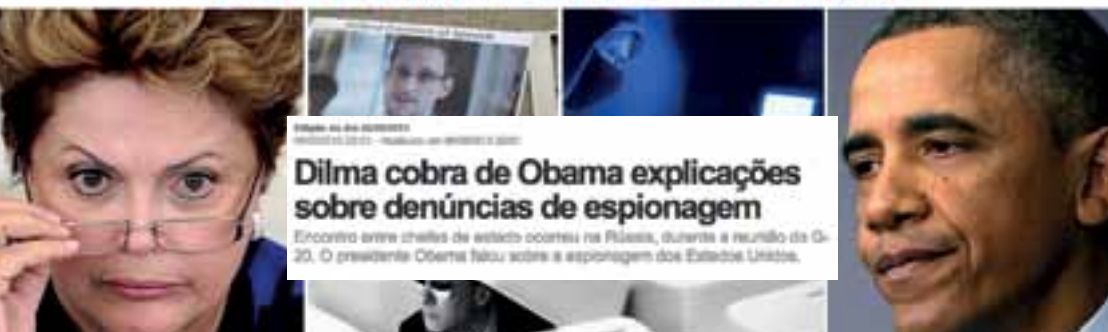 Dilma cobra de Obama explicações
sobre denúncias de espionagem
Encontro entre chefes de estado ocorreu na Rússia, durante a reunião do G-
20. O presidente Obama falou sobre a espionagem dos Estados Unidos.